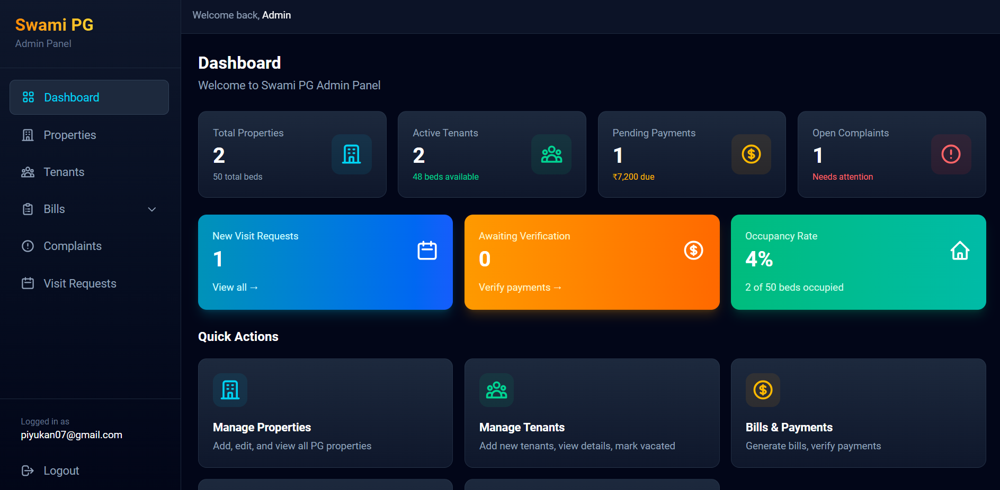 Swami PG
Admin Panel
Dashboard
Properties
Tenants
Bills
Complaints
Visit Requests
Logged in as
piyukan07@gmail.com
Logout
Welcome back, Admin
Dashboard
Welcome to Swami PG Admin Panel
Total Properties
2
50 total beds
Active Tenants
2
48 beds available
Pending Payments
1
₹7,200 due
Open Complaints
1
Needs attention
New Visit Requests
1
View all →
Awaiting Verification
0
Verify payments →
Occupancy Rate
4%
2 of 50 beds occupied
Quick Actions
Manage Properties
Add, edit, and view all PG properties
Manage Tenants
Add new tenants, view details, mark vacated
Bills & Payments
Generate bills, verify payments